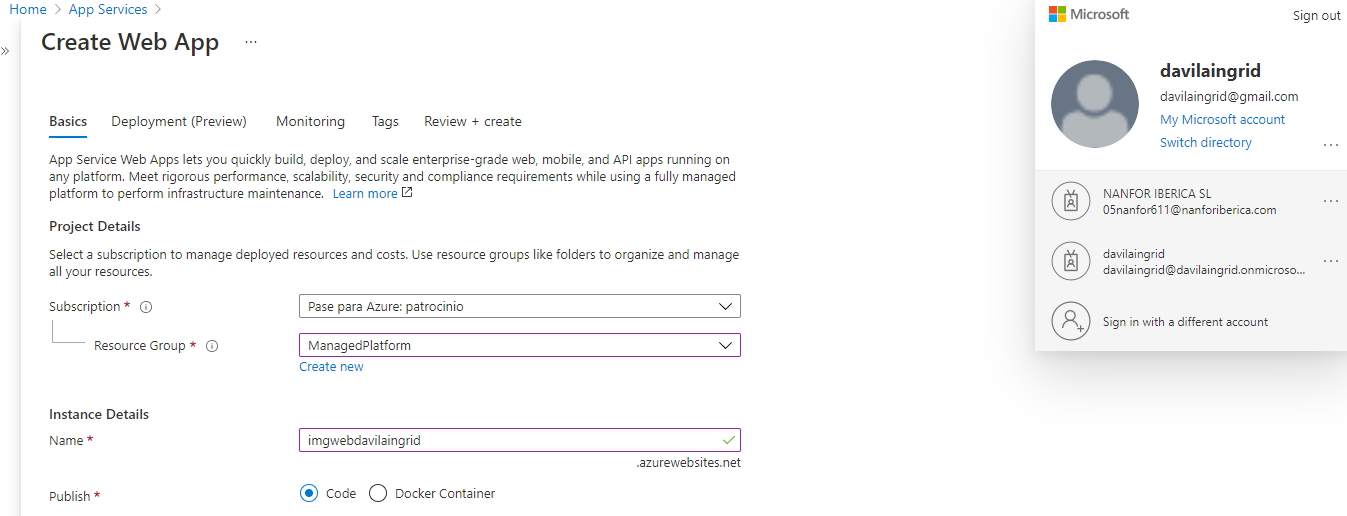 Home > App Services >
Create Web App ...
»
Basics Deployment (Preview) Monitoring Tags Review + create
App Service Web Apps lets you quickly build, deploy, and scale enterprise-grade web, mobile, and API apps running on
any platform. Meet rigorous performance, scalability, security and compliance requirements while using a fully managed
platform to perform infrastructure maintenance. Learn more
Project Details
Select a subscription to manage deployed resources and costs. Use resource groups like folders to organize and manage
all your resources.
Subscription *
Pase para Azure: patrocinio
Resource Group *
ManagedPlatform
Create new
Instance Details
Name *
imgwebdavilaingrid
.azurewebsites.net
Publish *
Code Docker Container
Microsoft
Sign out
davilaingrid
davilaingrid@gmail.com
My Microsoft account
Switch directory
...
NANFOR IBERICA SL
05nanfor611@nanforiberica.com
...
davilaingrid
davilaingrid@davilaingrid.onmicroso...
...
Sign in with a different account